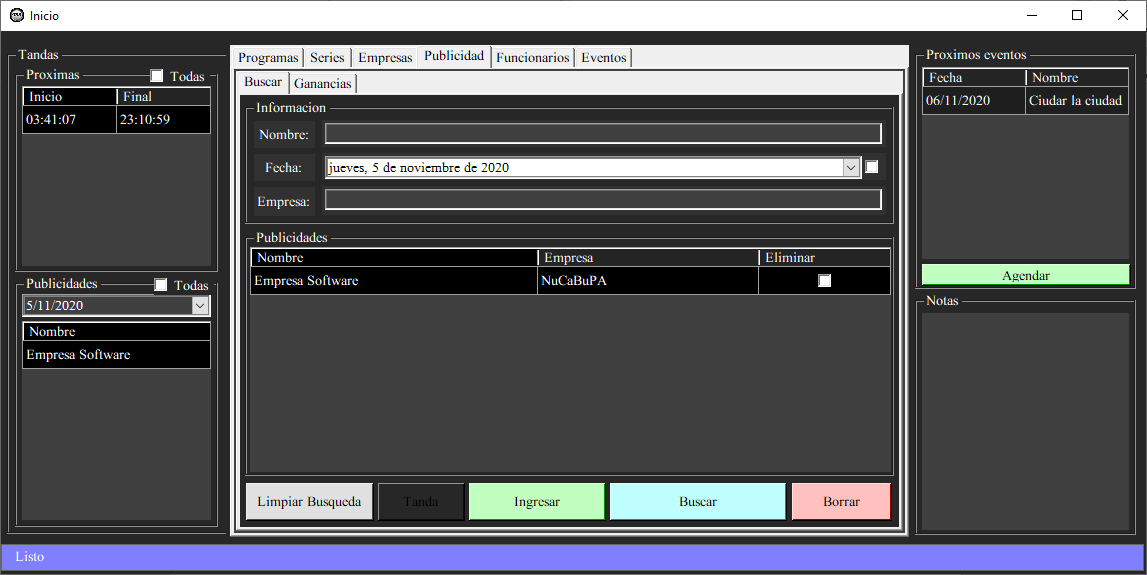 Inicio
Tandas
Proximas
Todas
Inicio Final
03:41:07 23:10:59
Publicidades
Todas
5/11/2020
Nombre
Empresa Software
Programas Series Empresas Publicidad Funcionarios Eventos
Buscar Ganancias
Informacion
Nombre:
Fecha: jueves, 5 de noviembre de 2020
Empresa:
Publicidades
Nombre Empresa Eliminar
Empresa Software NuCaBuPA
Limpiar Busqueda Tanda Ingresar Buscar Borrar
Proximos eventos
Fecha Nombre
06/11/2020 Ciudar la ciudad
Agendar
Notas
Listo